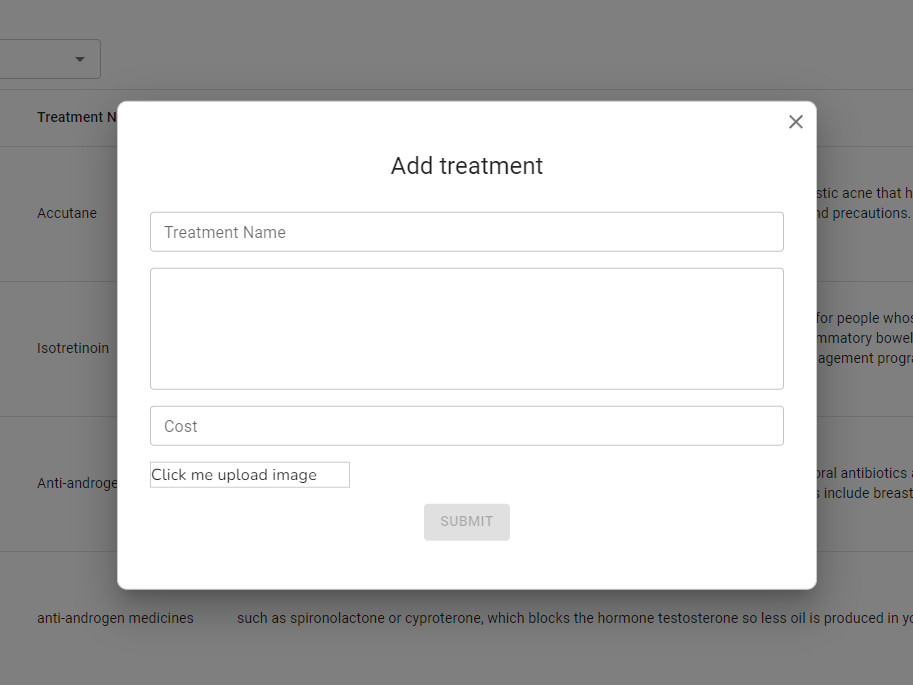 Treatment N
Add treatment
Accutane
stic acne that h
nd precautions.
Treatment Name
Isotretinoin
for people whos
mmatory bowel
agement progra
Cost
Click me upload image
Anti-androge
oral antibiotics a
s include breast
SUBMIT
anti-androgen medicines
such as spironolactone or cyproterone, which blocks the hormone testosterone so less oil is produced in yo